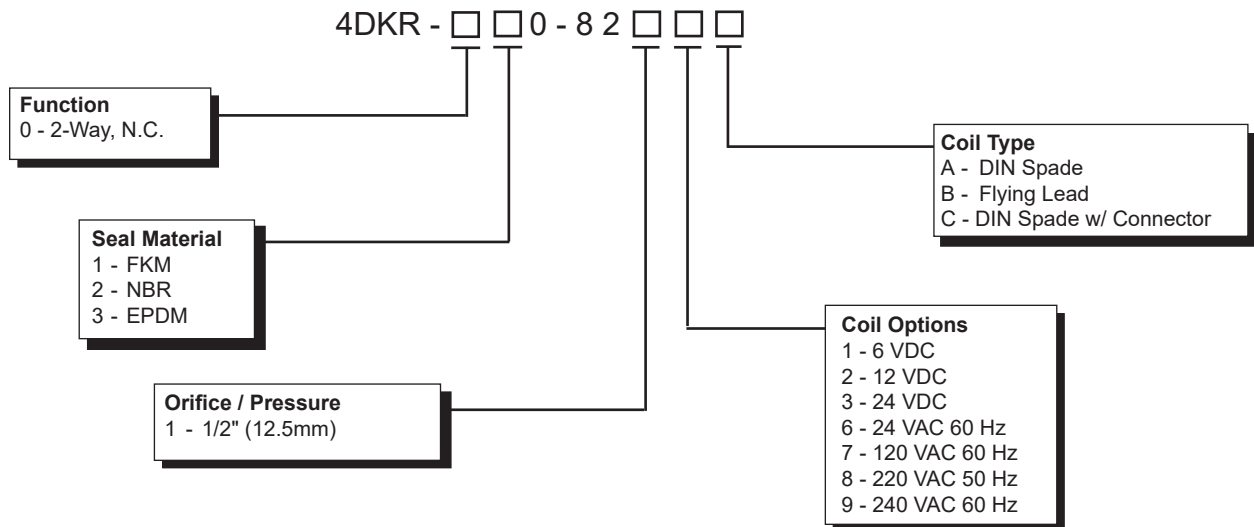 4DKR - □ □ 0 - 8 2 □ □ □
Function
0 - 2-Way, N.C.
Seal Material
1 - FKM
2 - NBR
3 - EPDM
Orifice / Pressure
1 - 1/2" (12.5mm)
Coil Type
A - DIN Spade
B - Flying Lead
C - DIN Spade w/ Connector
Coil Options
1 - 6 VDC
2 - 12 VDC
3 - 24 VDC
6 - 24 VAC 60 Hz
7 - 120 VAC 60 Hz
8 - 220 VAC 50 Hz
9 - 240 VAC 60 Hz